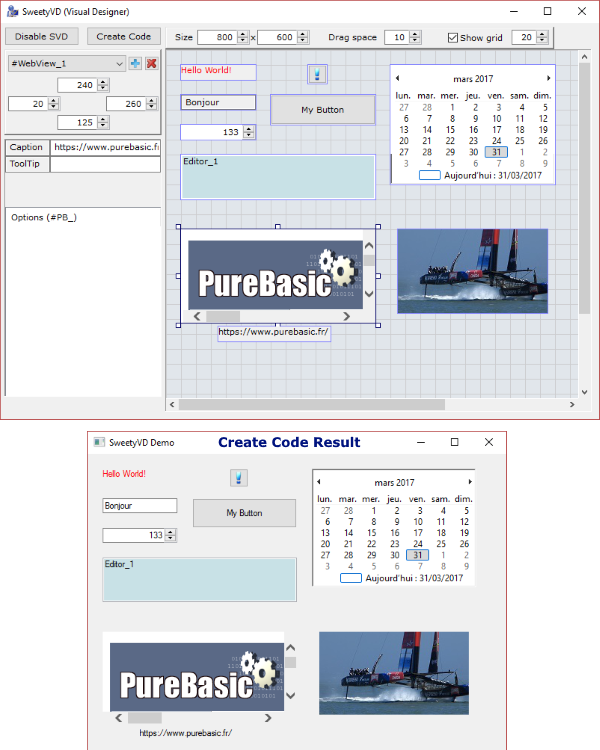 SweetyVD (Visual Designer)
Disable SVD Create Code
Size 800 x 600 Drag space 10 Show grid 20
#WebView_1
240
20 260
125
Caption https://www.purebasic.fr
ToolTip
Options (#PB_)
Hello World!
Bonjour
133
My Button
Editor_1
mars 2017
lun. mar. mer. jeu. ven. sam. dim.
27 28 1 2 3 4 5
6 7 8 9 10 11 12
13 14 15 16 17 18 19
20 21 22 23 24 25 26
27 28 29 30 31 1 2
3 4 5 6 7 8 9
Aujourd'hui : 31/03/2017
PureBasic
https://www.purebasic.fr/
SweetyVD Demo
Create Code Result
Hello World!
Bonjour
133
My Button
Editor_1
mars 2017
lun. mar. mer. jeu. ven. sam. dim.
27 28 1 2 3 4 5
6 7 8 9 10 11 12
13 14 15 16 17 18 19
20 21 22 23 24 25 26
27 28 29 30 31 1 2
3 4 5 6 7 8 9
Aujourd'hui : 31/03/2017
PureBasic
https://www.purebasic.fr/